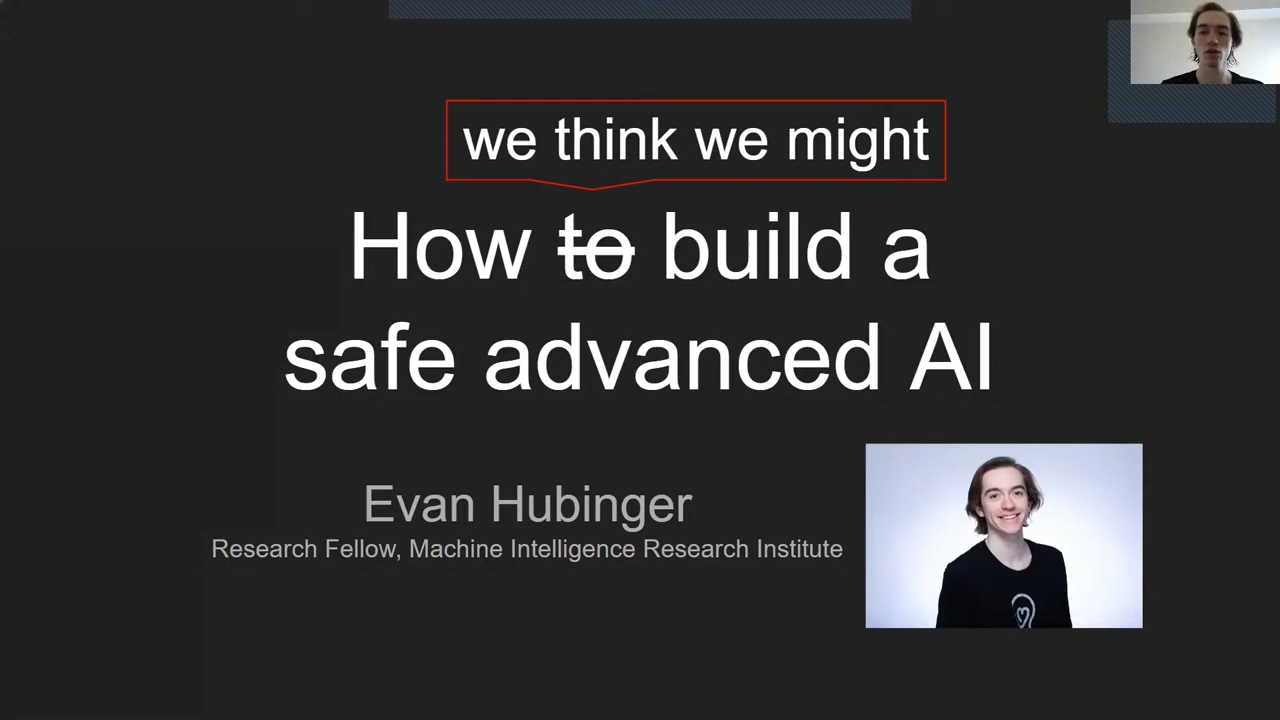 we think we might
How to build a
safe advanced AI
Evan Hubinger
Research Fellow, Machine Intelligence Research Institute